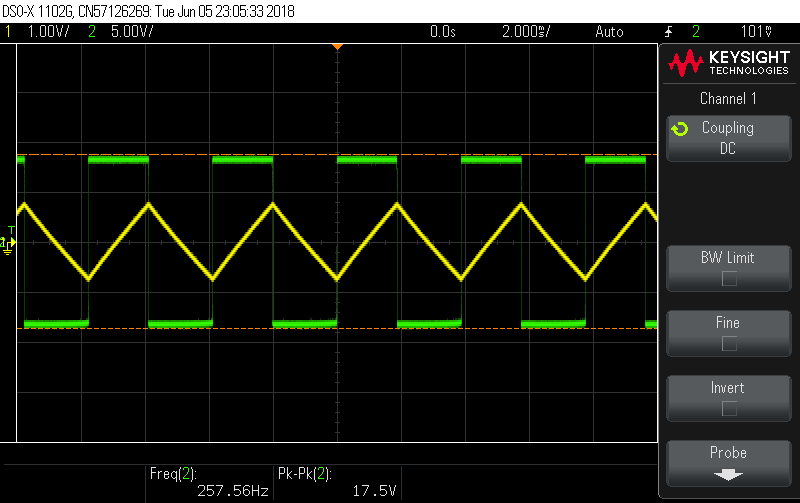 DSO-X 1102G, CN57126269: Tue Jun 05 23:05:33 2018
1 1.00V/ 2 5.00V/ 0.0s 2.000ms/ Auto 2 101mV
KEYSIGHT
TECHNOLOGIES
Channel 1
Coupling
DC
BW Limit
Fine
Invert
Probe
Freq(2): Pk-Pk(2):
257.56Hz 17.5V